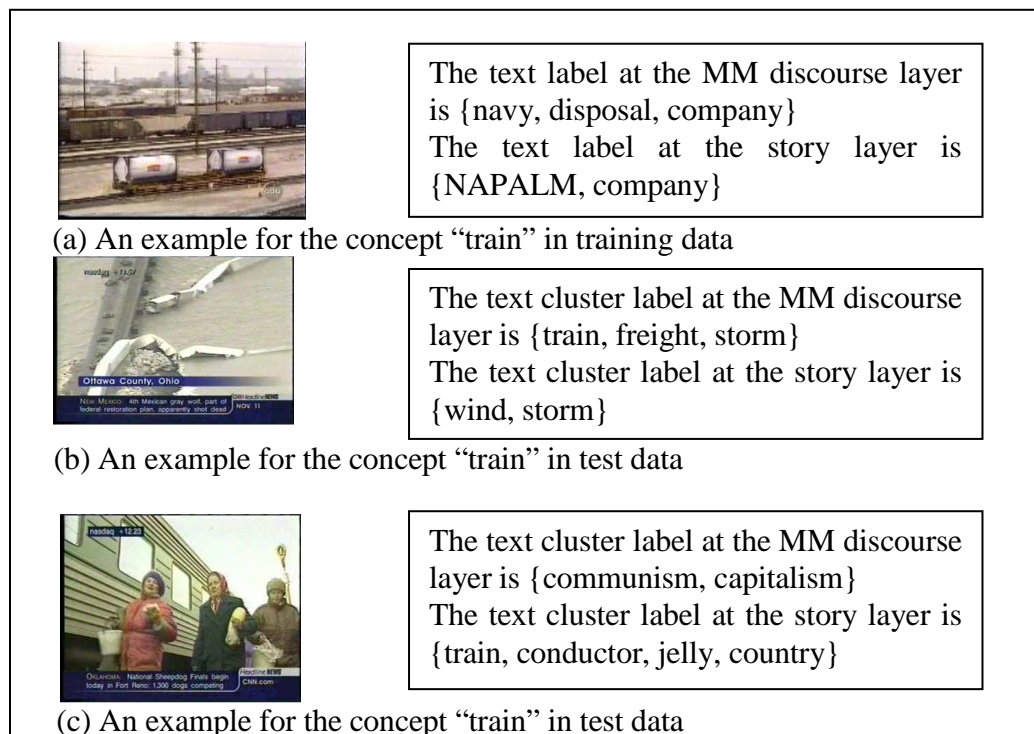 The text label at the MM discourse layer
is {navy, disposal, company}
The text label at the story layer is
{NAPALM, company}
(a) An example for the concept “train” in training data
nasdaq
The text cluster label at the MM discourse
layer is {train, freight, storm}
The text cluster label at the story layer is
{wind, storm}
Ottawa County, Ohio
NEW MEXICO: 4th Mexican gray wolf, part of
federal restoration plan, apparently shot dead
Headline NEWS
NOV 11
(b) An example for the concept “train” in test data
nasdaq +12.23
The text cluster label at the MM discourse
layer is {communism, capitalism}
The text cluster label at the story layer is
{train, conductor, jelly, country}
OKLAHOMA: National Sheepdog Finals begin
today in Fort Reno; 1,300 dogs competing
Headline NEWS
CNN.com
(c) An example for the concept “train” in test data